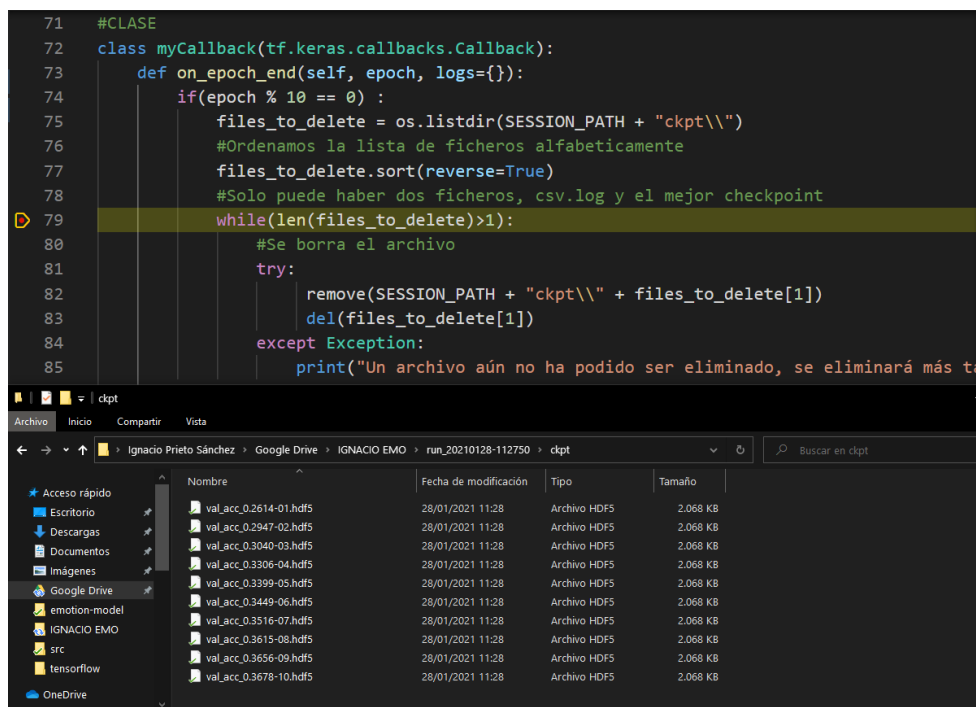 71 #CLASE
72 class myCallback(tf.keras.callbacks.Callback):
73 def on_epoch_end(self, epoch, logs={}):
74 if(epoch % 10 == 0) :
75 files_to_delete = os.listdir(SESSION_PATH + "ckpt\\")
76 #Ordenamos la lista de ficheros alfabeticamente
77 files_to_delete.sort(reverse=True)
78 #Solo puede haber dos ficheros, csv.log y el mejor checkpoint
79 while(len(files_to_delete)>1):
80 #Se borra el archivo
81 try:
82 remove(SESSION_PATH + "ckpt\\" + files_to_delete[1])
83 del(files_to_delete[1])
84 except Exception:
85 print("Un archivo aún no ha podido ser eliminado, se eliminará más ta
ckpt
Archivo Inicio Compartir Vista
Ignacio Prieto Sánchez > Google Drive > IGNACIO EMO > run_20210128-112750 > ckpt
Buscar en ckpt
Acceso rápido
Escritorio
Descargas
Documentos
Imágenes
Google Drive
emotion-model
IGNACIO EMO
src
tensorflow
OneDrive
Nombre Fecha de modificación Tipo Tamaño
val_acc_0.2614-01.hdf5 28/01/2021 11:28 Archivo HDF5 2.068 KB
val_acc_0.2947-02.hdf5 28/01/2021 11:28 Archivo HDF5 2.068 KB
val_acc_0.3040-03.hdf5 28/01/2021 11:28 Archivo HDF5 2.068 KB
val_acc_0.3306-04.hdf5 28/01/2021 11:28 Archivo HDF5 2.068 KB
val_acc_0.3399-05.hdf5 28/01/2021 11:28 Archivo HDF5 2.068 KB
val_acc_0.3449-06.hdf5 28/01/2021 11:28 Archivo HDF5 2.068 KB
val_acc_0.3516-07.hdf5 28/01/2021 11:28 Archivo HDF5 2.068 KB
val_acc_0.3615-08.hdf5 28/01/2021 11:28 Archivo HDF5 2.068 KB
val_acc_0.3656-09.hdf5 28/01/2021 11:28 Archivo HDF5 2.068 KB
val_acc_0.3678-10.hdf5 28/01/2021 11:28 Archivo HDF5 2.068 KB